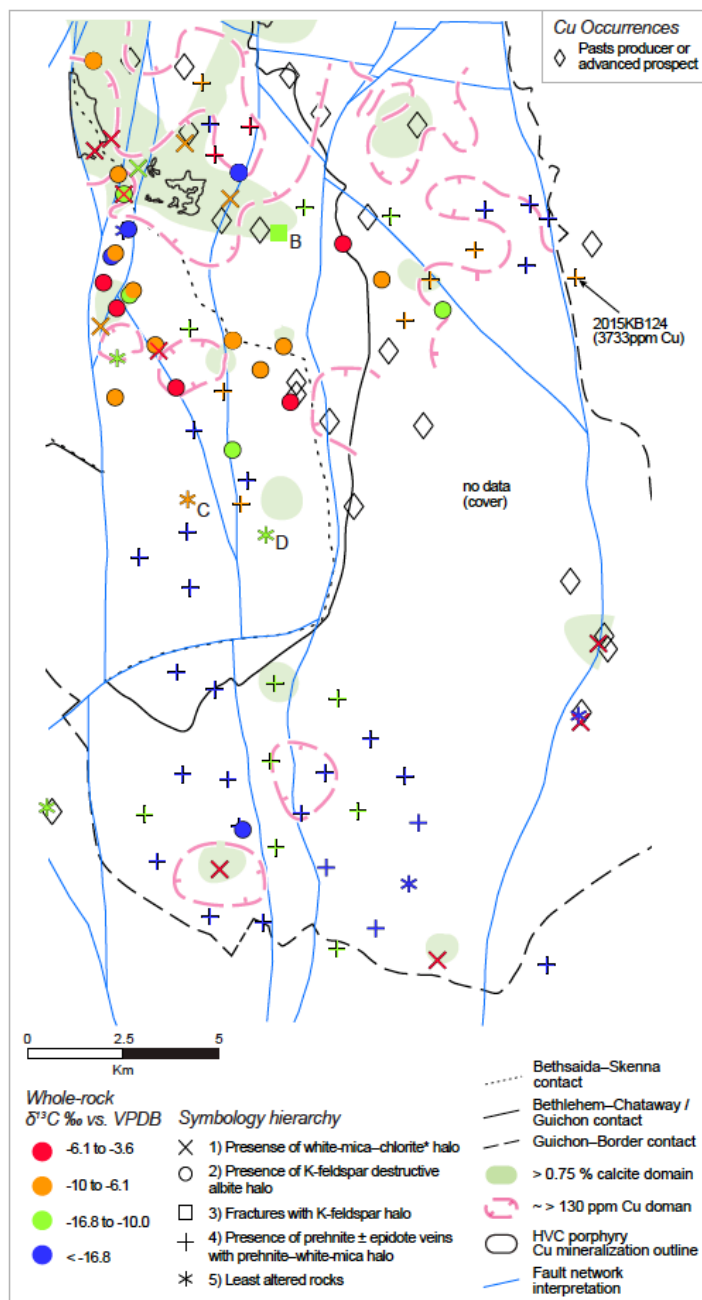 Cu Occurrences
Pasts producer or
advanced prospect
B
2015KB124
(3733ppm Cu)
no data
(cover)
C
D
0 2.5 5
Km
Whole-rock
δ¹³C ‰ vs. VPDB
-6.1 to -3.6
-10 to -6.1
-16.8 to -10.0
< -16.8
Symbology hierarchy
1) Presense of white-mica–chlorite* halo
2) Presence of K-feldspar destructive
albite halo
3) Fractures with K-feldspar halo
4) Presence of prehnite ± epidote veins
with prehnite–white-mica halo
5) Least altered rocks
Bethsaida–Skenna
contact
Bethlehem–Chataway /
Guichon contact
Guichon–Border contact
> 0.75 % calcite domain
~ > 130 ppm Cu doman
HVC porphyry
Cu mineralization outline
Fault network
interpretation